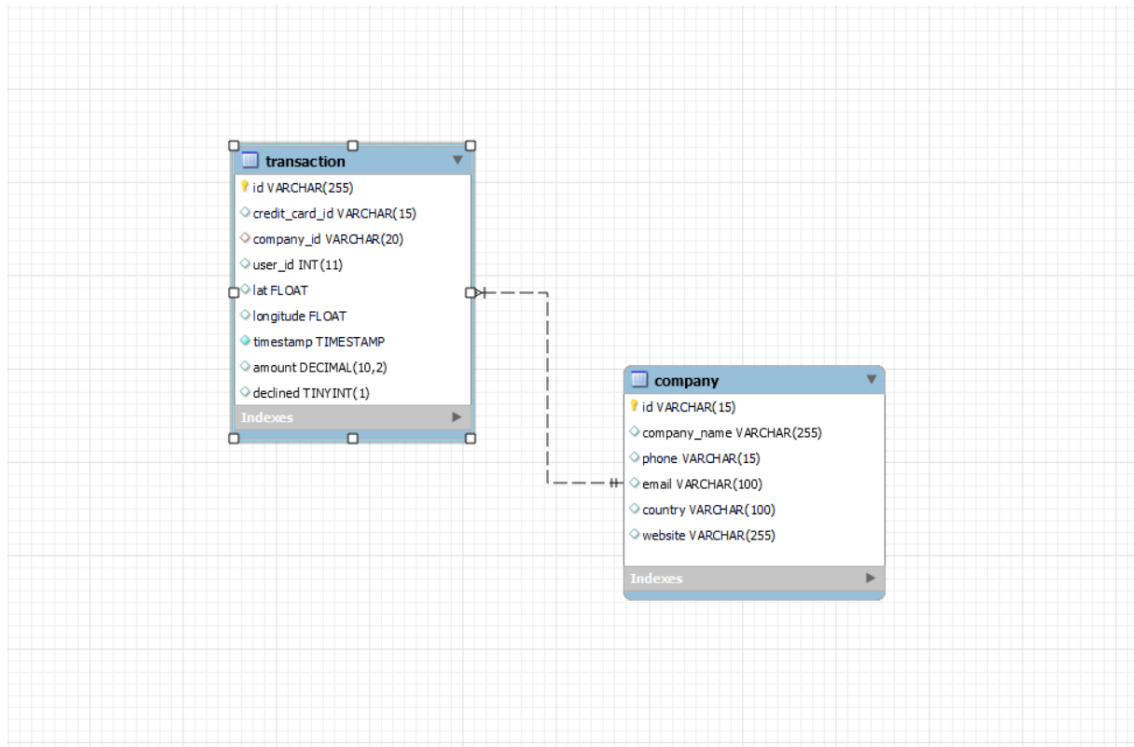 transaction
id VARCHAR(255)
credit_card_id VARCHAR(15)
company_id VARCHAR(20)
user_id INT(11)
lat FLOAT
longitude FLOAT
timestamp TIMESTAMP
amount DECIMAL(10,2)
declined TINYINT(1)
Indexes
company
id VARCHAR(15)
company_name VARCHAR(255)
phone VARCHAR(15)
email VARCHAR(100)
country VARCHAR(100)
website VARCHAR(255)
Indexes